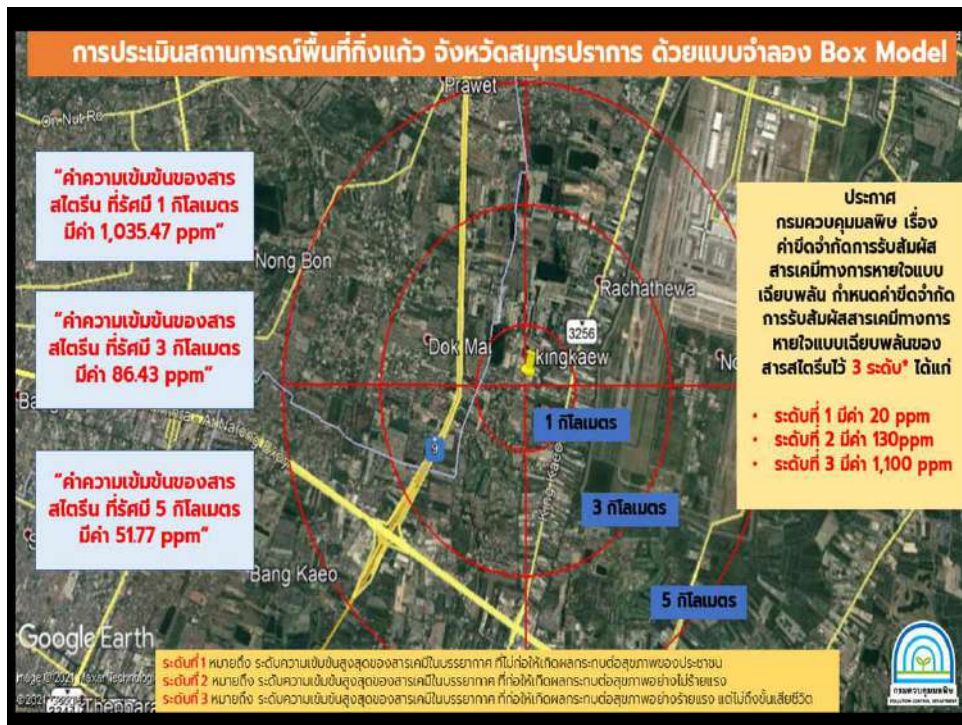 การประเมินสถานการณ์พื้นที่กิ่งแก้ว จังหวัดสมุทรปราการ ด้วยแบบจำลอง Box Model
Prawet
On Nut Rd
“ค่าความเข้มข้นของสาร
สไตรีน ที่รัศมี 1 กิโลเมตร
มีค่า 1,035.47 ppm”
“ค่าความเข้มข้นของสาร
สไตรีน ที่รัศมี 3 กิโลเมตร
มีค่า 86.43 ppm”
“ค่าความเข้มข้นของสาร
สไตรีน ที่รัศมี 5 กิโลเมตร
มีค่า 51.77 ppm”
Nong Bon
Dok Mai
Rachathewa
3256
kingkaew
9
King Kaeo
Bang Kaeo
1 กิโลเมตร
3 กิโลเมตร
5 กิโลเมตร
ประกาศ
กรมควบคุมมลพิษ เรื่อง
ค่าขีดจำกัดการรับสัมผัส
สารเคมีทางการหายใจแบบ
เฉียบพลัน กำหนดค่าขีดจำกัด
การรับสัมผัสสารเคมีทางการ
หายใจแบบเฉียบพลันของ
สารสไตรีนไว้ 3 ระดับ* ได้แก่
• ระดับที่ 1 มีค่า 20 ppm
• ระดับที่ 2 มีค่า 130ppm
• ระดับที่ 3 มีค่า 1,100 ppm
Google Earth
ระดับที่ 1 หมายถึง ระดับความเข้มข้นสูงสุดของสารเคมีในบรรยากาศ ที่ไม่ก่อให้เกิดผลกระทบต่อสุขภาพของประชาชน
ระดับที่ 2 หมายถึง ระดับความเข้มข้นสูงสุดของสารเคมีในบรรยากาศ ที่ก่อให้เกิดผลกระทบต่อสุขภาพอย่างไม่ร้ายแรง
ระดับที่ 3 หมายถึง ระดับความเข้มข้นสูงสุดของสารเคมีในบรรยากาศ ที่ก่อให้เกิดผลกระทบต่อสุขภาพอย่างร้ายแรง แต่ไม่ถึงขั้นเสียชีวิต
กรมควบคุมมลพิษ
POLLUTION CONTROL DEPARTMENT